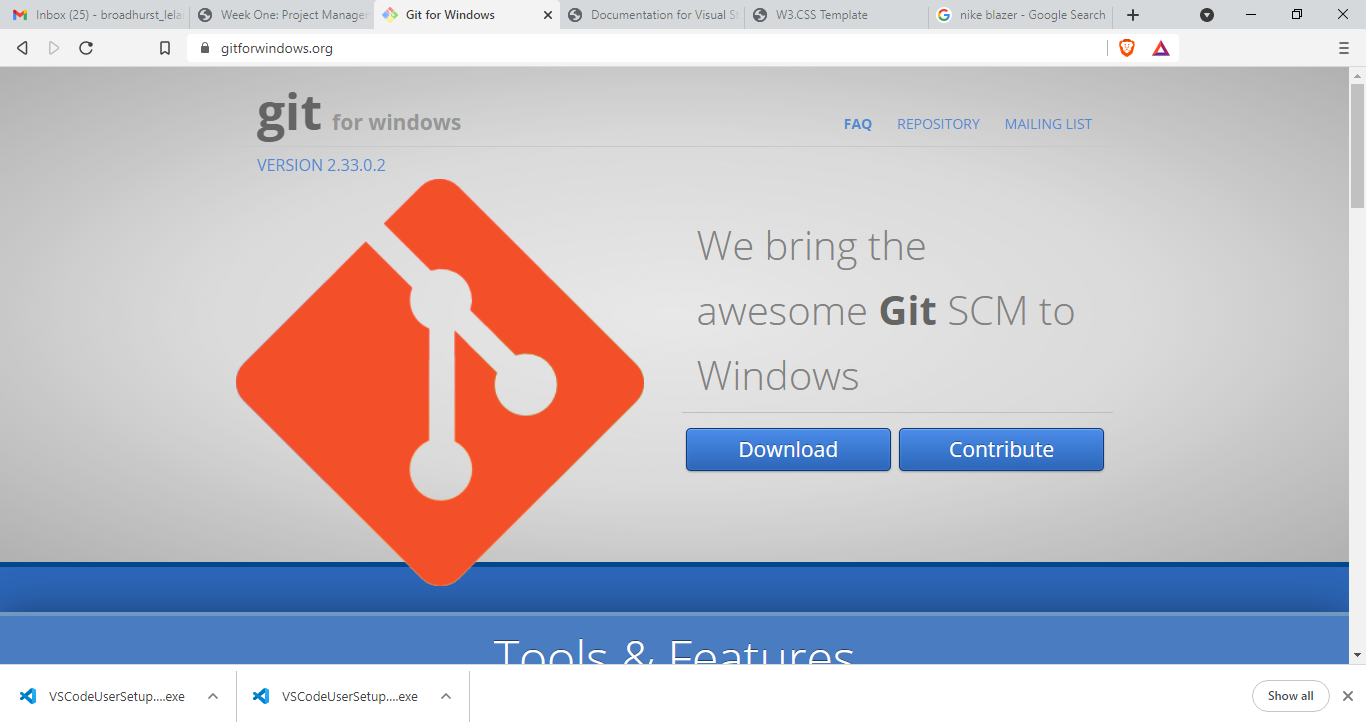 Inbox (25) - broadhurst_lela
Week One: Project Manager
Git for Windows
Documentation for Visual St
W3.CSS Template
nike blazer - Google Search
gitforwindows.org
git for windows
FAQ REPOSITORY MAILING LIST
VERSION 2.33.0.2
We bring the
awesome Git SCM to
Windows
Download Contribute
Tools & Features
VSCodeUserSetup....exe
VSCodeUserSetup....exe
Show all